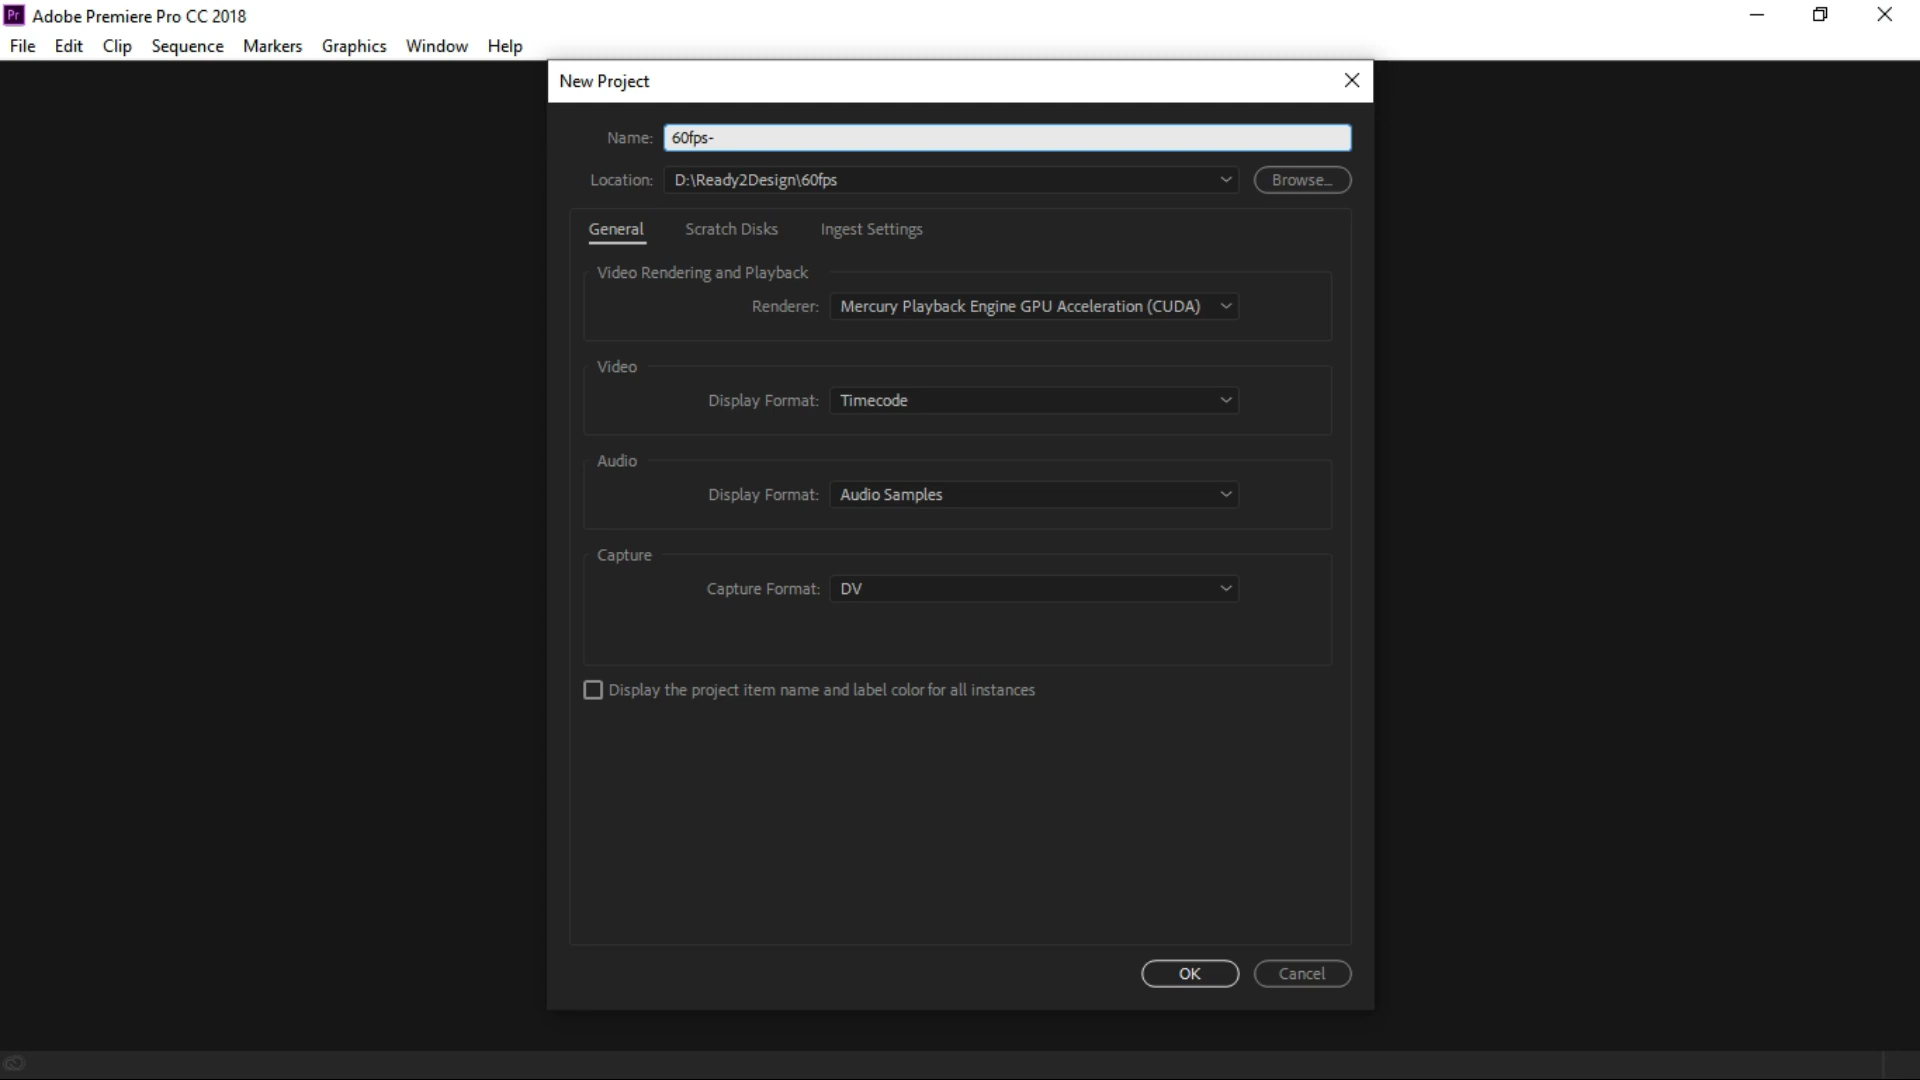 Pr Adobe Premiere Pro CC 2018
File Edit Clip Sequence Markers Graphics Window Help
New Project
Name: 60fps-
Location: D:\Ready2Design\60fps Browse...
General Scratch Disks Ingest Settings
Video Rendering and Playback
Renderer: Mercury Playback Engine GPU Acceleration (CUDA)
Video
Display Format: Timecode
Audio
Display Format: Audio Samples
Capture
Capture Format: DV
Display the project item name and label color for all instances
OK Cancel